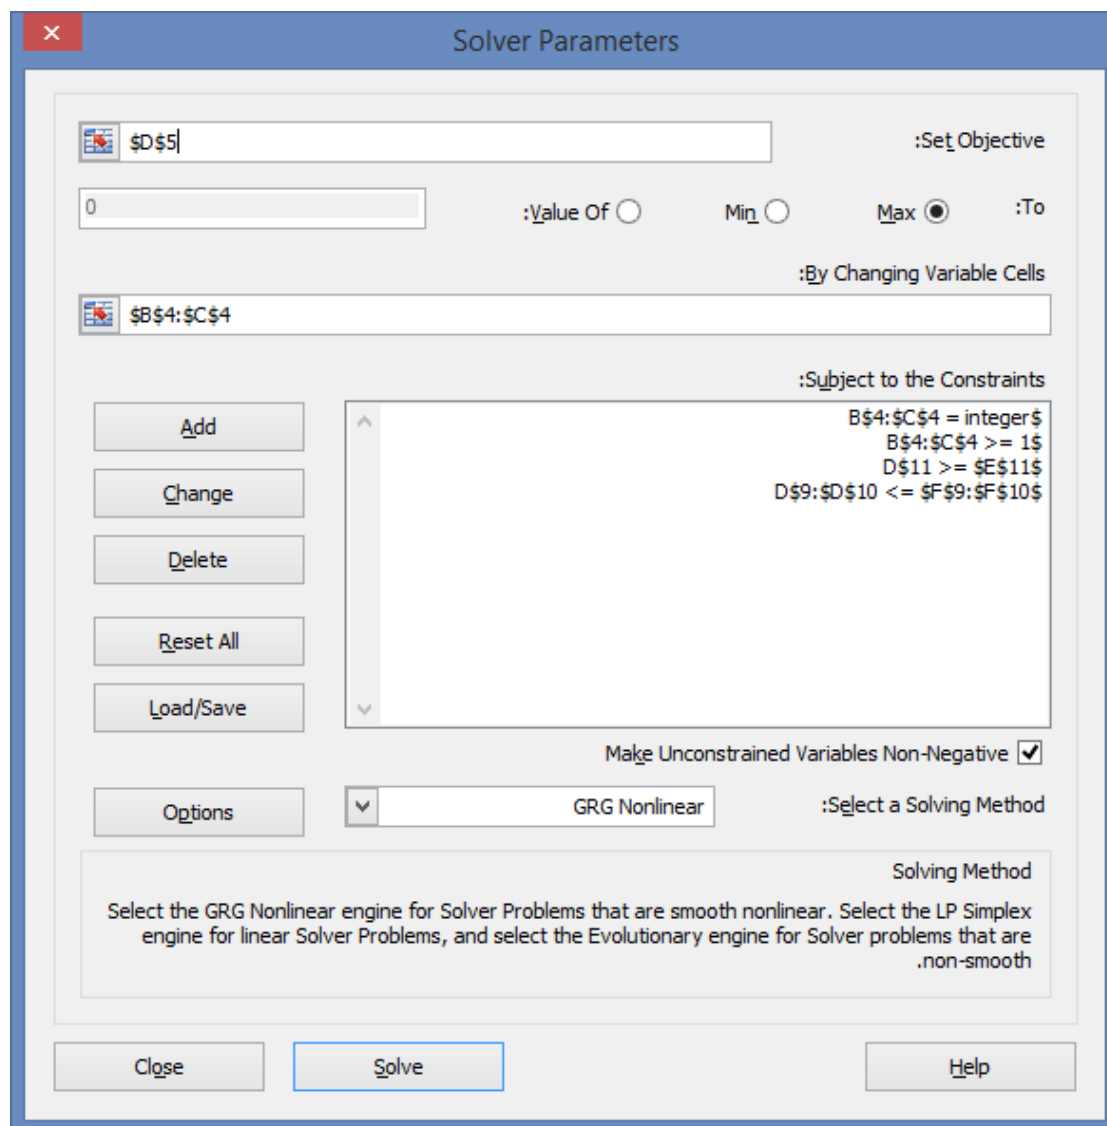 Solver Parameters
:Set Objective
$D$5
:To
Max
Min
:Value Of
0
:By Changing Variable Cells
$B$4:$C$4
:Subject to the Constraints
B$4:$C$4 = integer$
B$4:$C$4 >= 1$
D$11 >= $E$11$
D$9:$D$10 <= $F$9:$F$10$
Add
Change
Delete
Reset All
Load/Save
Make Unconstrained Variables Non-Negative
:Select a Solving Method
GRG Nonlinear
Options
Solving Method
Select the GRG Nonlinear engine for Solver Problems that are smooth nonlinear. Select the LP Simplex
engine for linear Solver Problems, and select the Evolutionary engine for Solver problems that are
.non-smooth
Close
Solve
Help